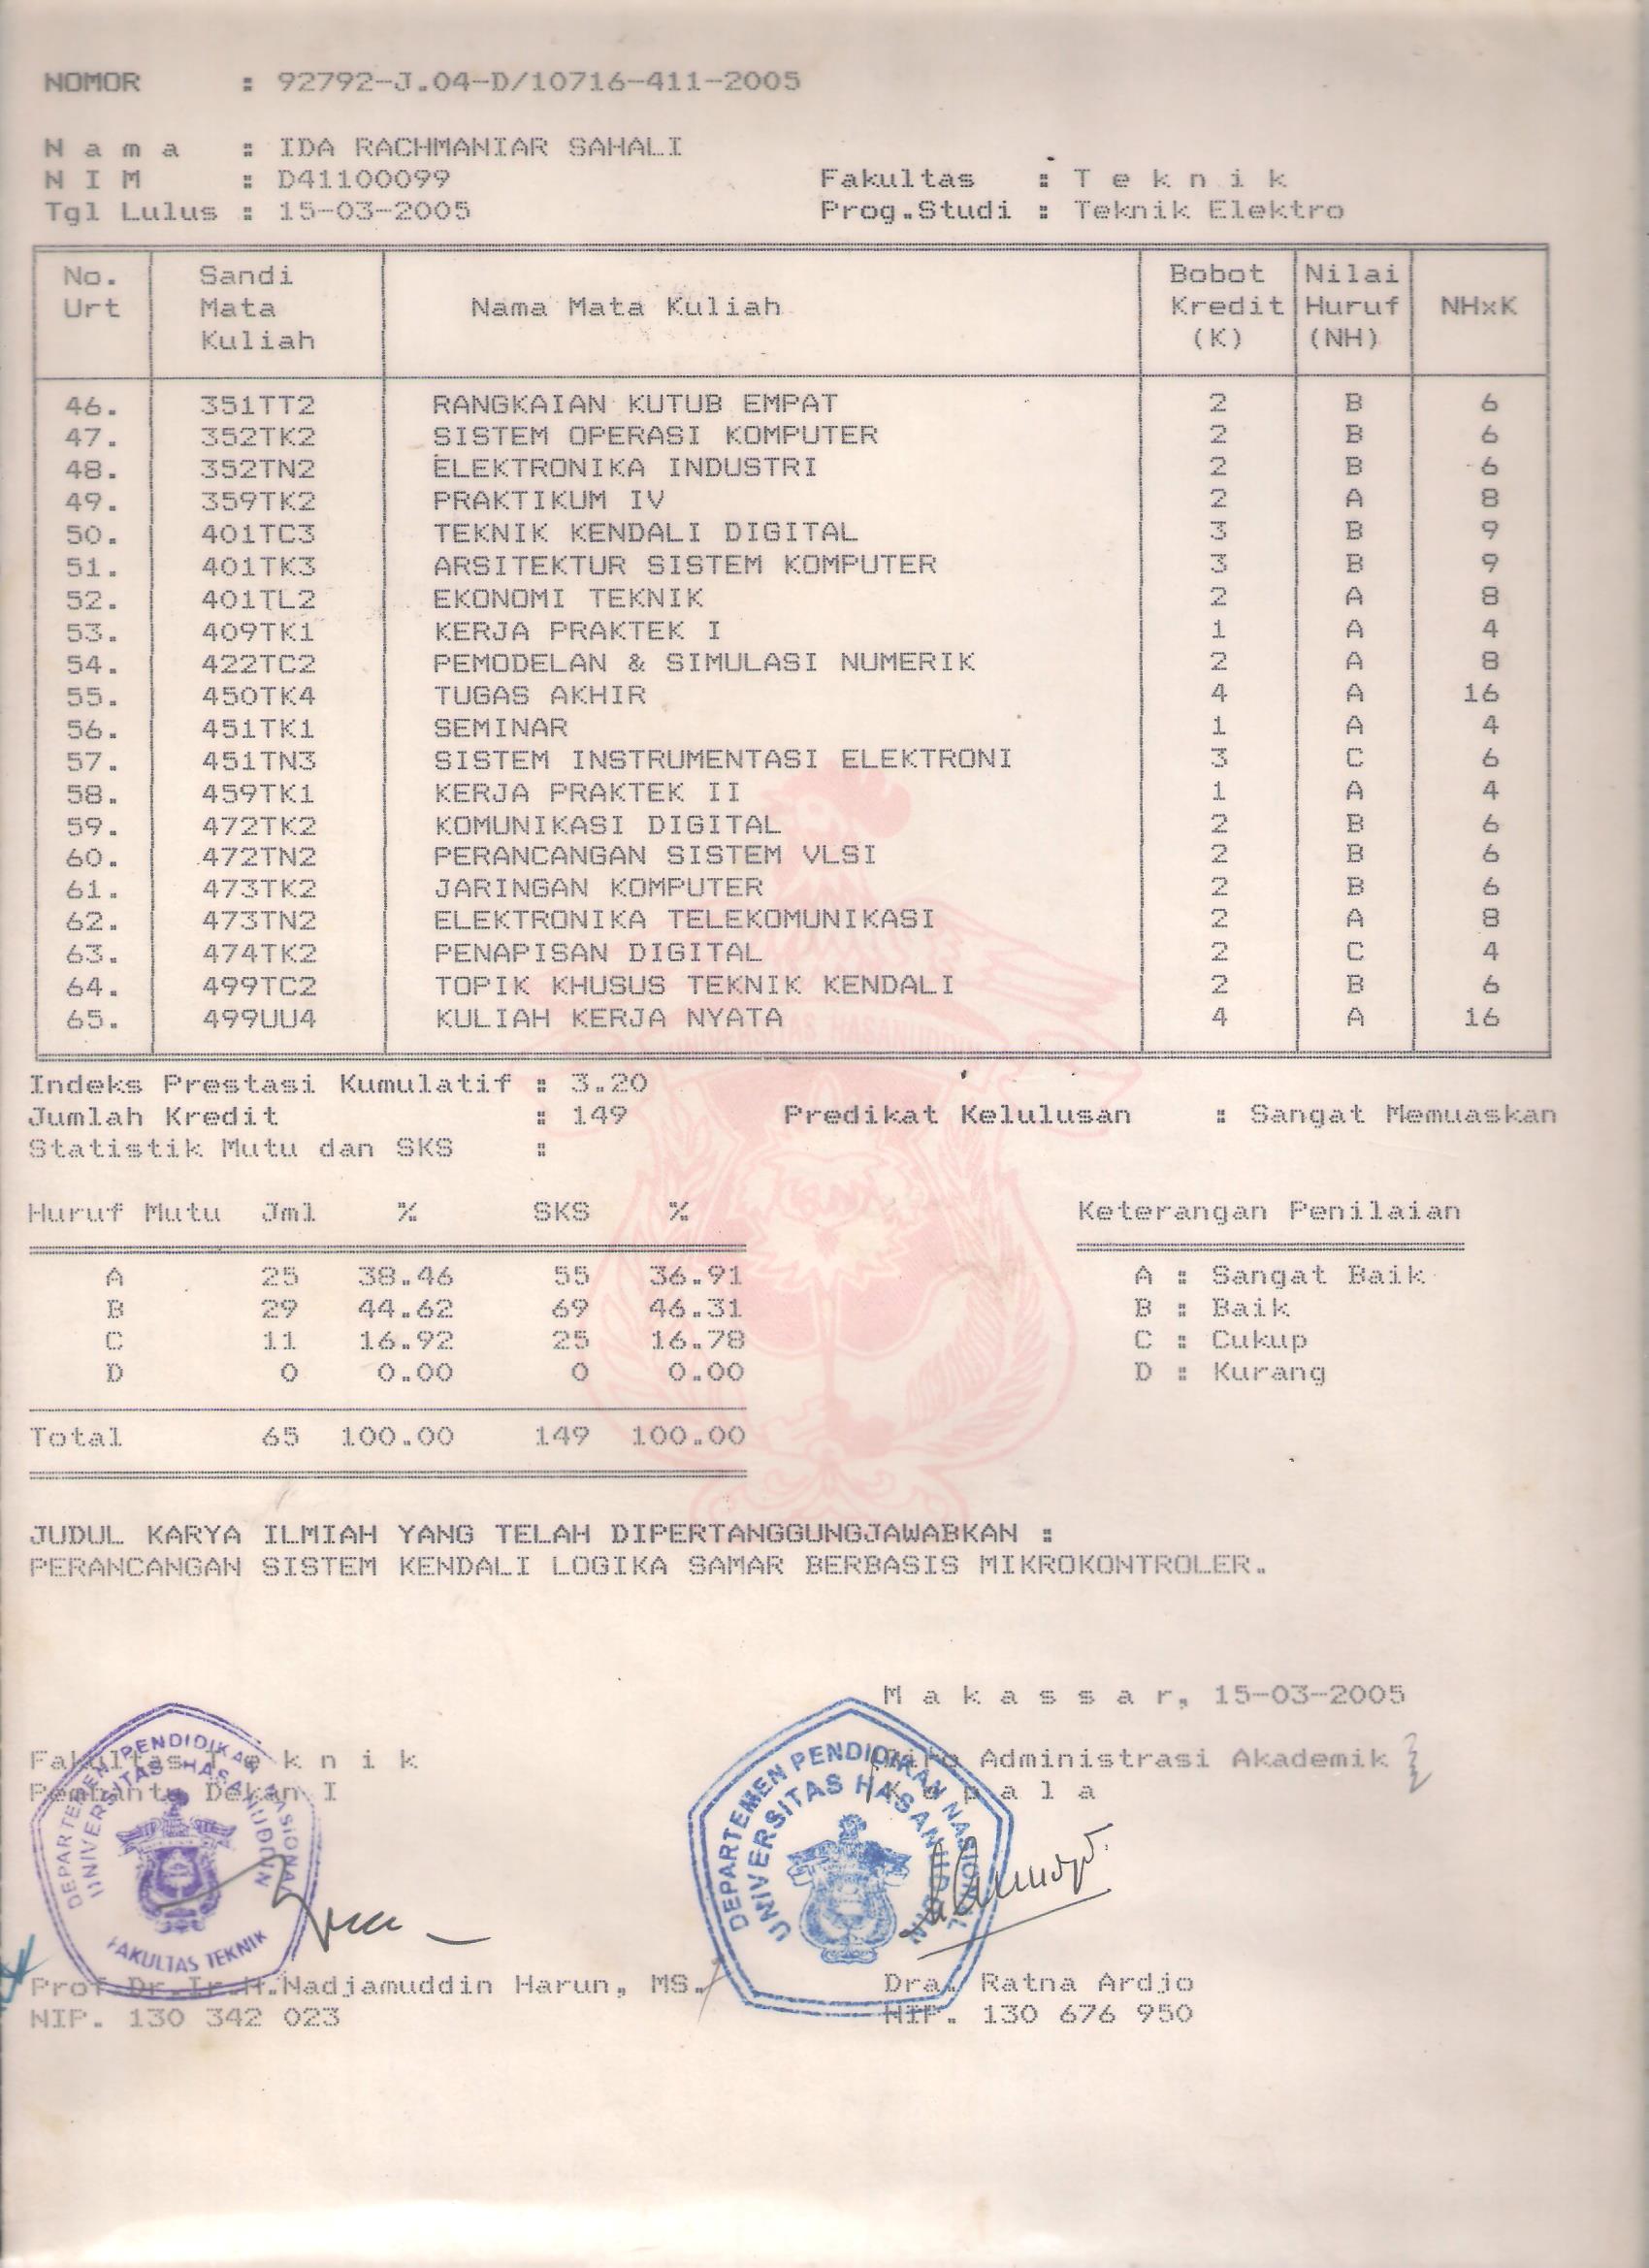 NOMOR : 92792-J.04-D/10716-411-2005
N a m a : IDA RACHMANIAR SAHALI
N I M : D41100099 Fakultas : T e k n i k
Tgl Lulus : 15-03-2005 Prog.Studi : Teknik Elektro
No. Sandi Bobot Nilai
Urt Mata Nama Mata Kuliah Kredit Huruf NHxK
Kuliah (K) (NH)
46. 351TT2 RANGKAIAN KUTUB EMPAT 2 B 6
47. 352TK2 SISTEM OPERASI KOMPUTER 2 B 6
48. 352TN2 ELEKTRONIKA INDUSTRI 2 B 6
49. 359TK2 PRAKTIKUM IV 2 A 8
50. 401TC3 TEKNIK KENDALI DIGITAL 3 B 9
51. 401TK3 ARSITEKTUR SISTEM KOMPUTER 3 B 9
52. 401TL2 EKONOMI TEKNIK 2 A 8
53. 409TK1 KERJA PRAKTEK I 1 A 4
54. 422TC2 PEMODELAN & SIMULASI NUMERIK 2 A 8
55. 450TK4 TUGAS AKHIR 4 A 16
56. 451TK1 SEMINAR 1 A 4
57. 451TN3 SISTEM INSTRUMENTASI ELEKTRONI 3 C 6
58. 459TK1 KERJA PRAKTEK II 1 A 4
59. 472TK2 KOMUNIKASI DIGITAL 2 B 6
60. 472TN2 PERANCANGAN SISTEM VLSI 2 B 6
61. 473TK2 JARINGAN KOMPUTER 2 B 6
62. 473TN2 ELEKTRONIKA TELEKOMUNIKASI 2 A 8
63. 474TK2 PENAPISAN DIGITAL 2 C 4
64. 499TC2 TOPIK KHUSUS TEKNIK KENDALI 2 B 6
65. 499UU4 KULIAH KERJA NYATA 4 A 16
UNIVERSITAS HASANUDDIN
Indeks Prestasi Kumulatif : 3.20
Jumlah Kredit : 149 Predikat Kelulusan : Sangat Memuaskan
Statistik Mutu dan SKS :
Huruf Mutu Jml % SKS % Keterangan Penilaian
A 25 38.46 55 36.91 A : Sangat Baik
B 29 44.62 69 46.31 B : Baik
C 11 16.92 25 16.78 C : Cukup
D 0 0.00 0 0.00 D : Kurang
Total 65 100.00 149 100.00
JUDUL KARYA ILMIAH YANG TELAH DIPERTANGGUNGJAWABKAN :
PERANCANGAN SISTEM KENDALI LOGIKA SAMAR BERBASIS MIKROKONTROLER.
M a k a s s a r, 15-03-2005
Fakultas T e k n i k Biro Administrasi Akademik
Pembantu Dekan I K e p a l a
DEPARTEMEN PENDIDIKAN NASIONAL
UNIVERSITAS HASANUDDIN
FAKULTAS TEKNIK
DEPARTEMEN PENDIDIKAN NASIONAL
UNIVERSITAS HASANUDDIN
Prof.Dr.Ir.H.Nadjamuddin Harun, MS. Dra. Ratna Ardjo
NIP. 130 342 023 NIP. 130 676 950